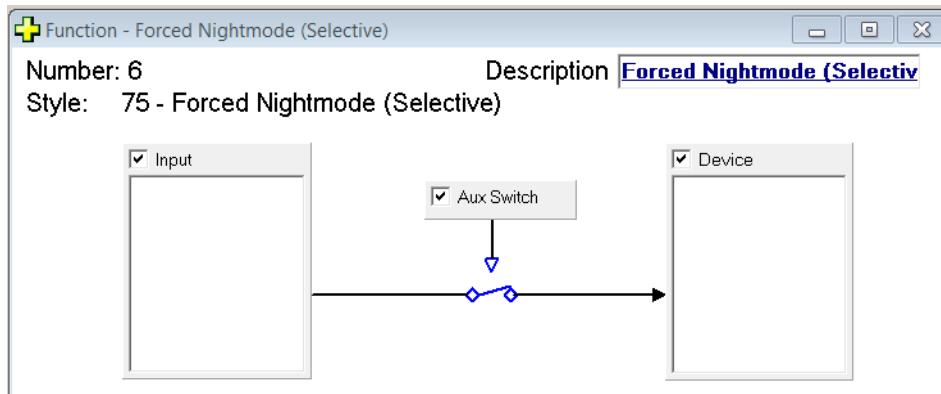 Function - Forced Nightmode (Selective)
Number: 6 Description Forced Nightmode (Selectiv
Style: 75 - Forced Nightmode (Selective)
Input
Device
Aux Switch